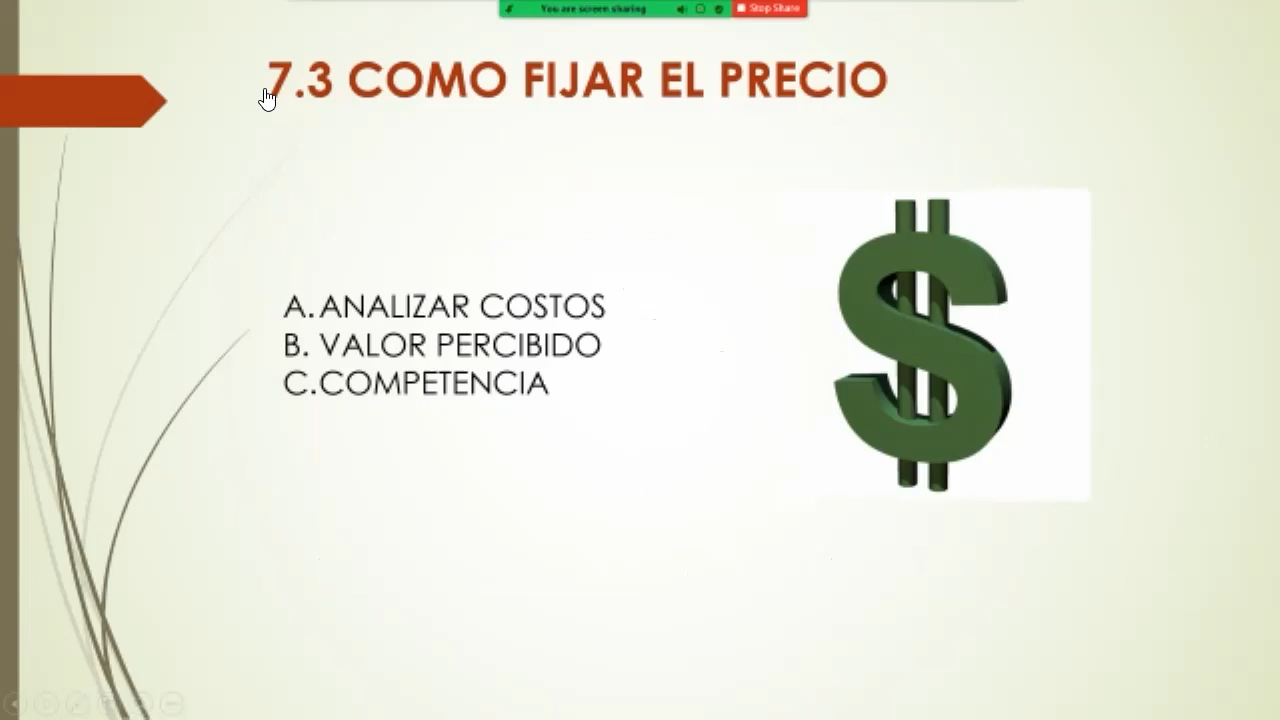 You are screen sharing
Stop Share
7.3 COMO FIJAR EL PRECIO
A. ANALIZAR COSTOS
B. VALOR PERCIBIDO
C. COMPETENCIA